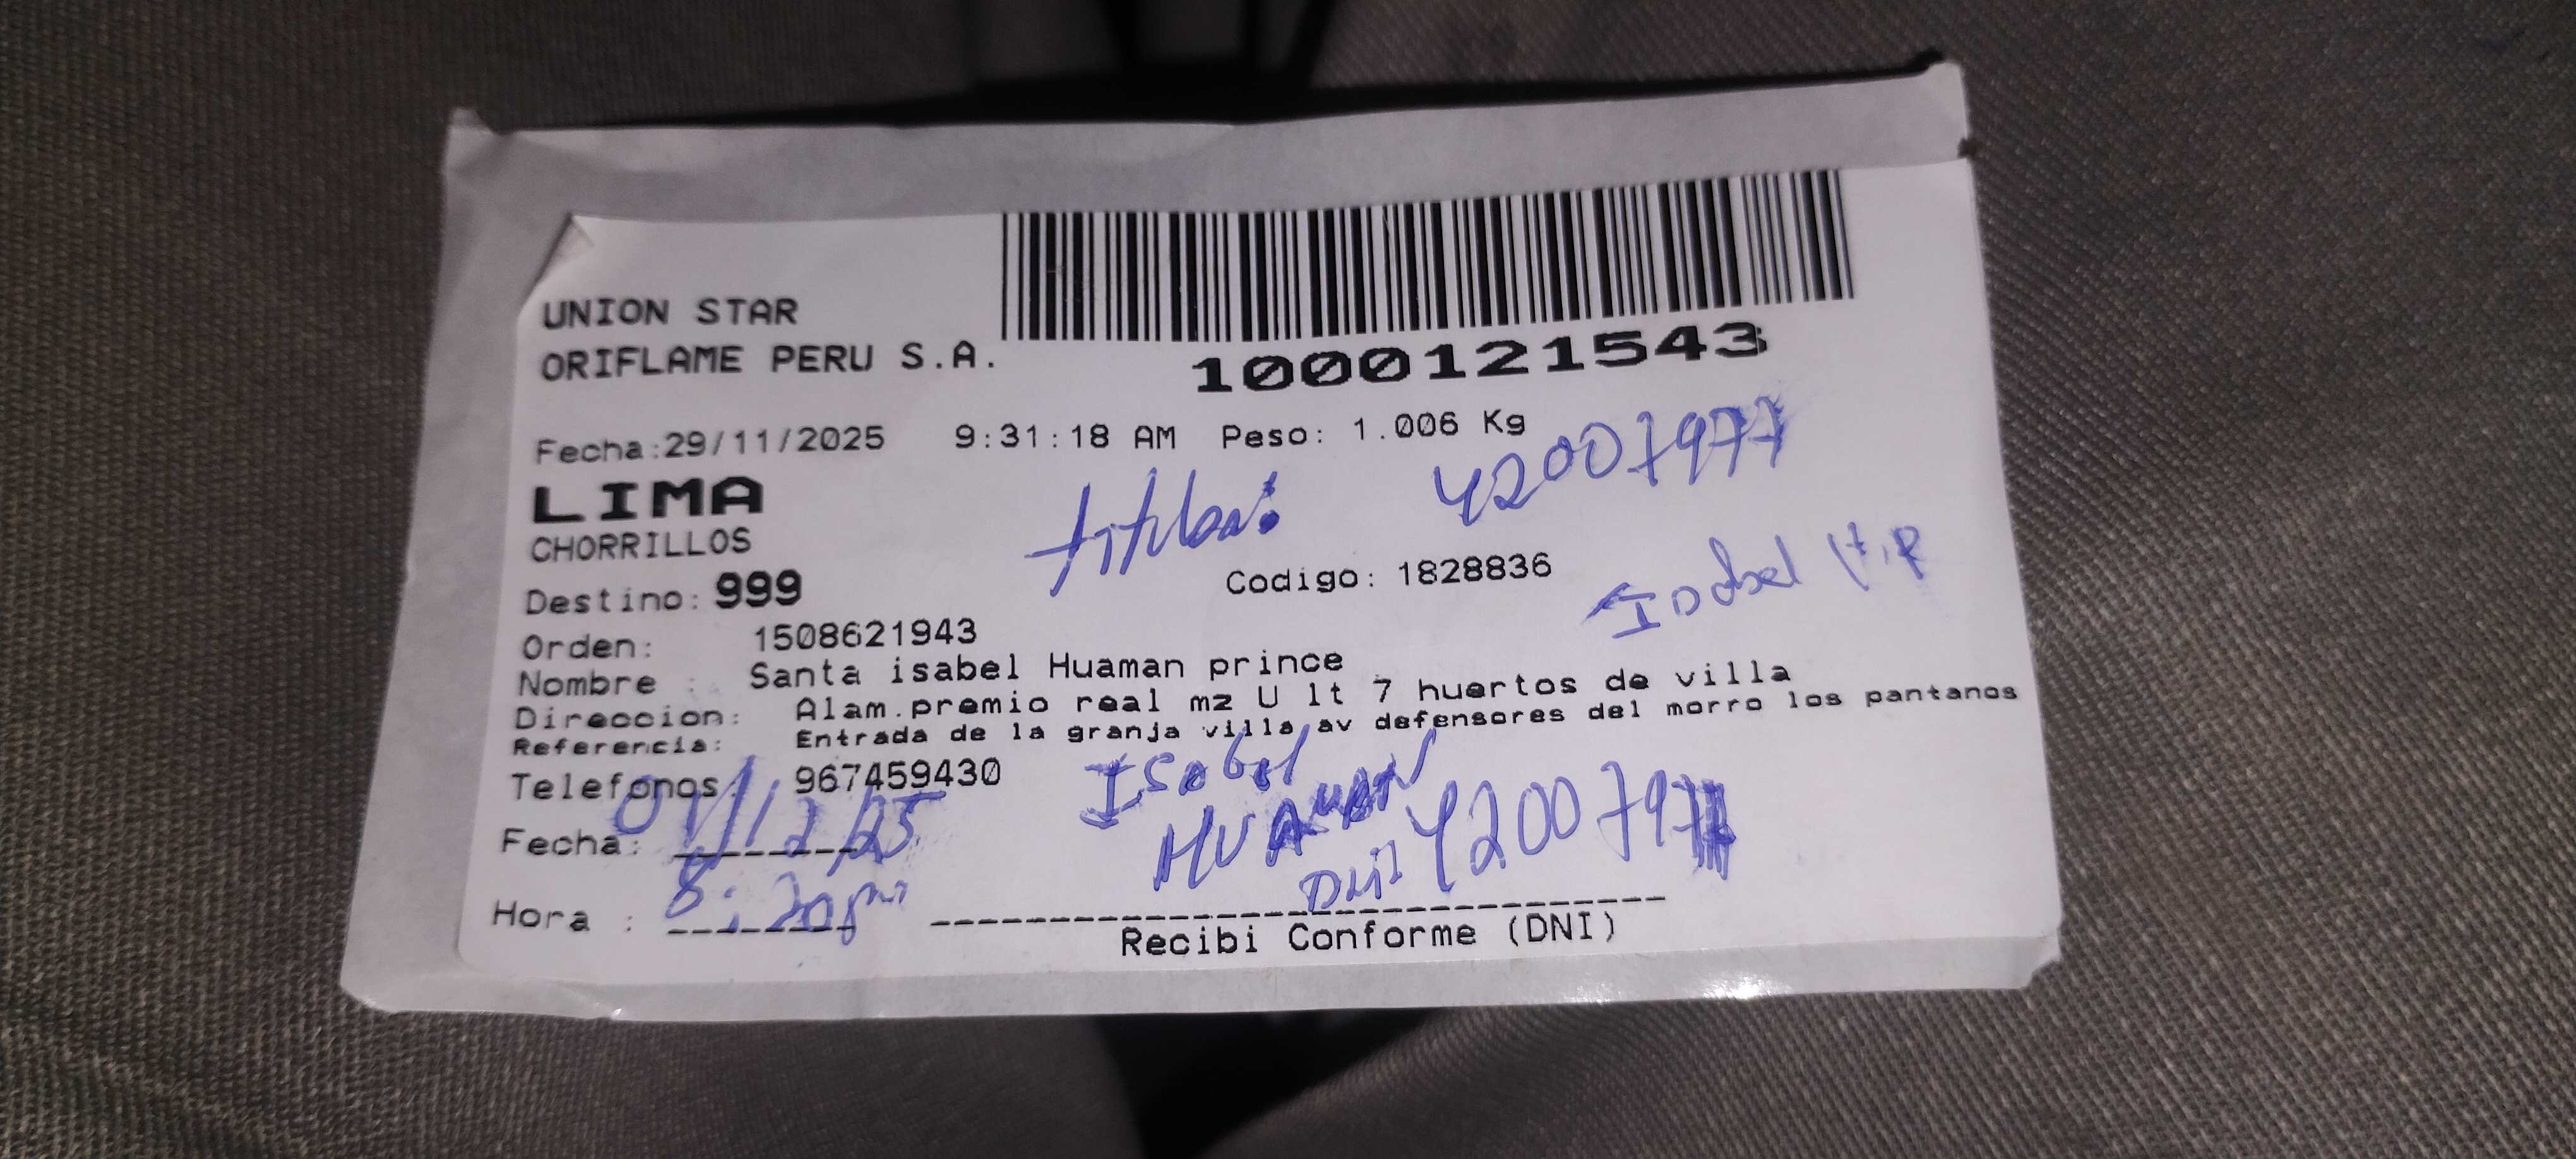 UNION STAR
ORIFLAME PERU S.A.
1000121543
Fecha:29/11/2025 9:31:18 AM Peso: 1.006 Kg
LIMA
CHORRILLOS
titular: 42007977
Destino: 999
Codigo: 1828836
Isabel H.P
Orden: 1508621943
Nombre : Santa isabel Huaman prince
Direccion: Alam.premio real mz U lt 7 huertos de villa
Referencia: Entrada de la granja villa av defensores del morro los pantanos
Telefonos: 967459430
Isabel
HUAMAN
Fecha: 01/12/25
DNI 42007977
Hora : 8:20pm
Recibi Conforme (DNI)